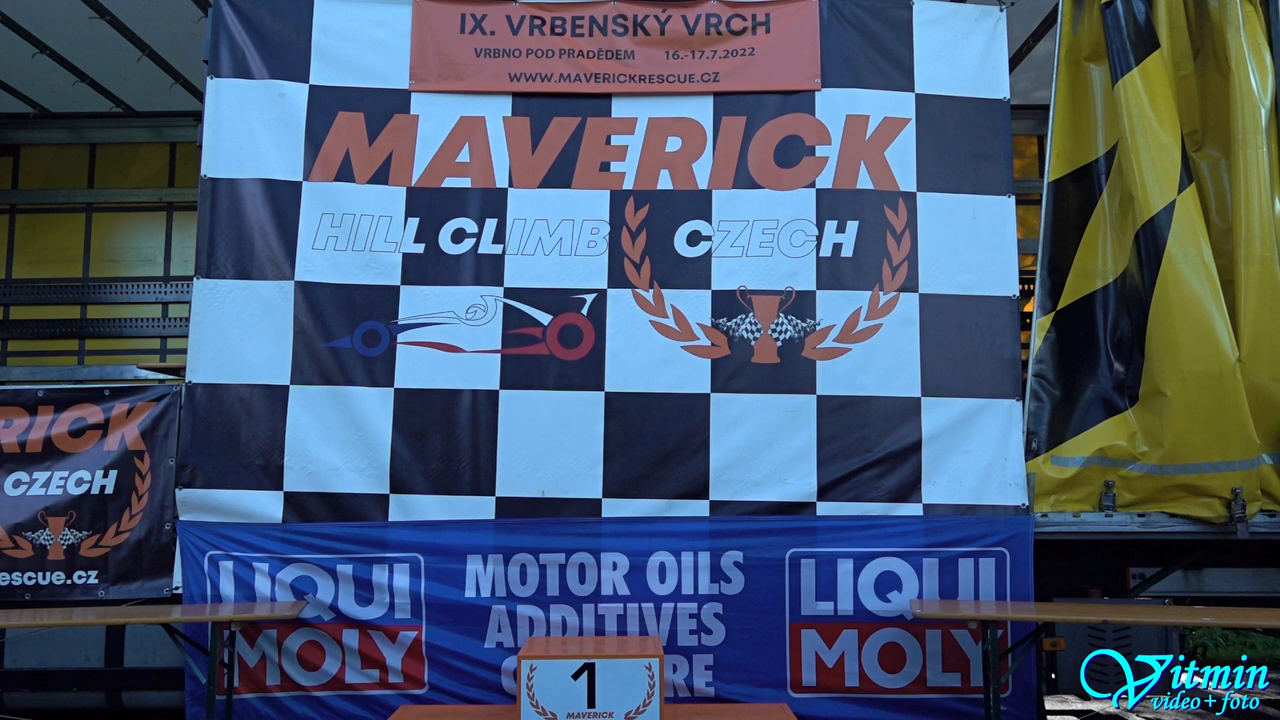 IX. VRBENSKÝ VRCH
VRBNO POD PRADĚDEM 16.-17.7.2022
WWW.MAVERICKRESCUE.CZ
MAVERICK
HILL CLIMB CZECH
RICK
CZECH
escue.cz
LIQUI MOLY
MOTOR OILS
ADDITIVES
LIQUI MOLY
1
MAVERICK
Vitmin
video+foto